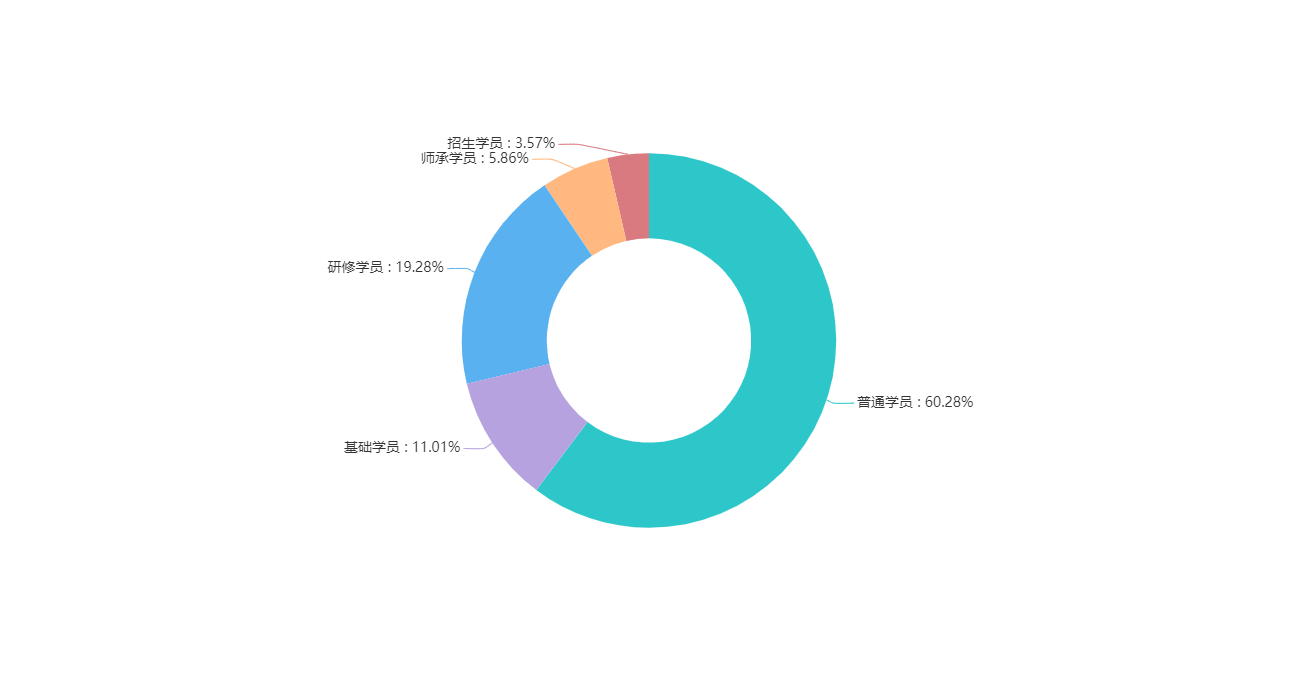 招生学员 : 3.57%
师承学员 : 5.86%
研修学员 : 19.28%
普通学员 : 60.28%
基础学员 : 11.01%